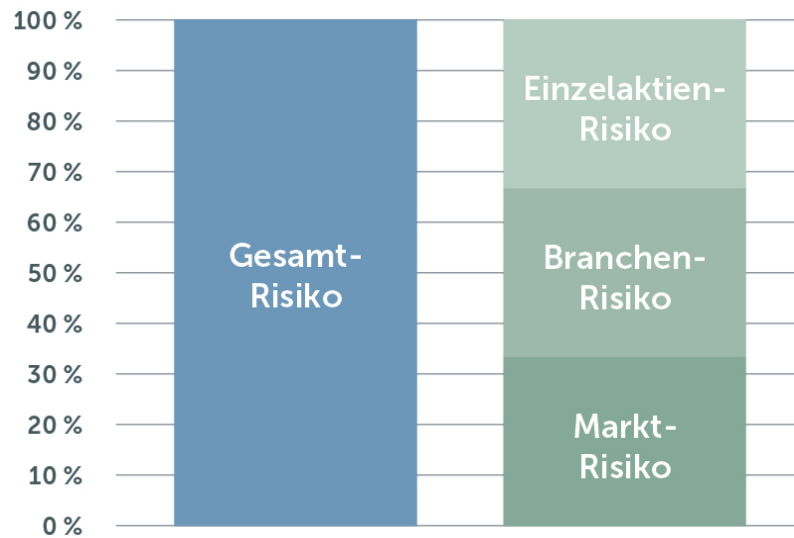 100 %
90 %
80 %
70 %
60 %
50 %
40 %
30 %
20 %
10 %
0 %
Gesamt-
Risiko
Einzelaktien-
Risiko
Branchen-
Risiko
Markt-
Risiko